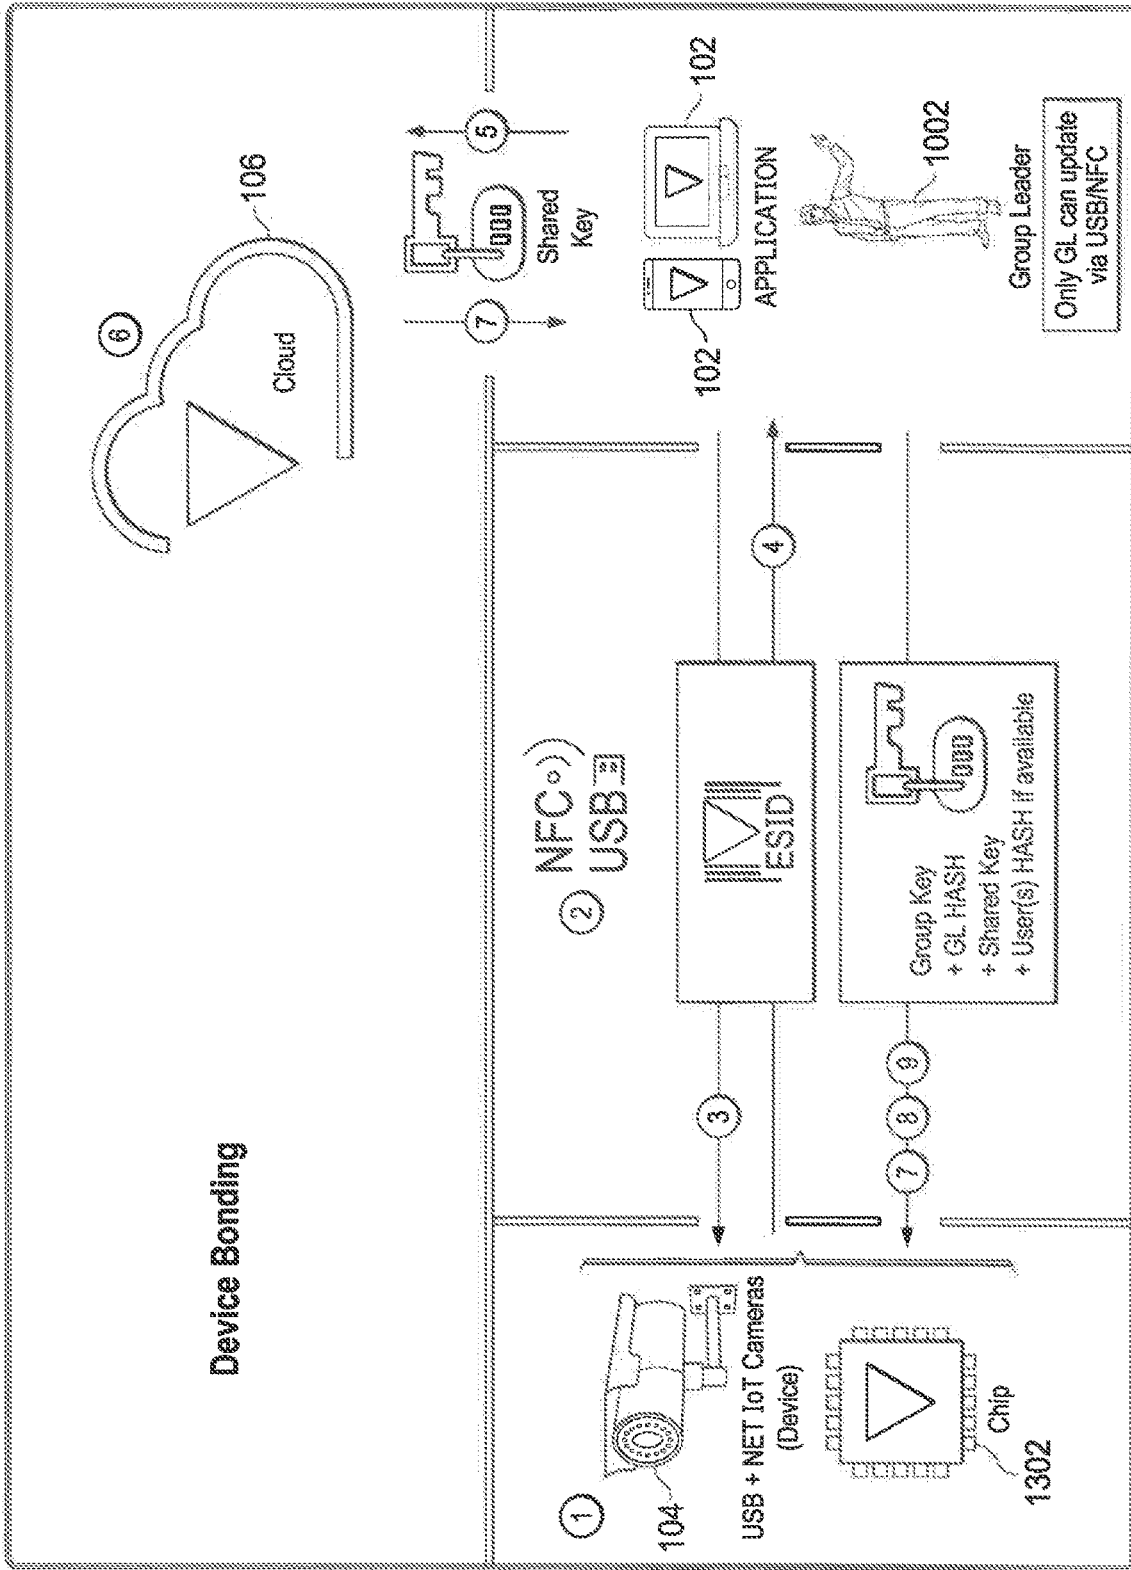 Device Bonding
6
106
Cloud
7
5
Shared
Key
1
104
USB + NET IoT Cameras
(Device)
Chip
1302
2
NFC
USB
3
ESID
4
7
8
9
Group Key
+ GL HASH
+ Shared Key
+ User(s) HASH if available
102
102
APPLICATION
1002
Group Leader
Only GL can update
via USB/NFC